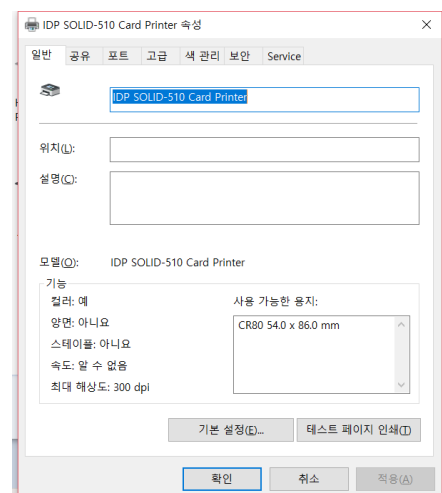 IDP SOLID-510 Card Printer 속성
일반 공유 포트 고급 색 관리 보안 Service
IDP SOLID-510 Card Printer
위치(L):
설명(C):
모델(O): IDP SOLID-510 Card Printer
기능
컬러: 예 사용 가능한 용지:
양면: 아니요 CR80 54.0 x 86.0 mm
스테이플: 아니요
속도: 알 수 없음
최대 해상도: 300 dpi
기본 설정(E)... 테스트 페이지 인쇄(T)
확인 취소 적용(A)